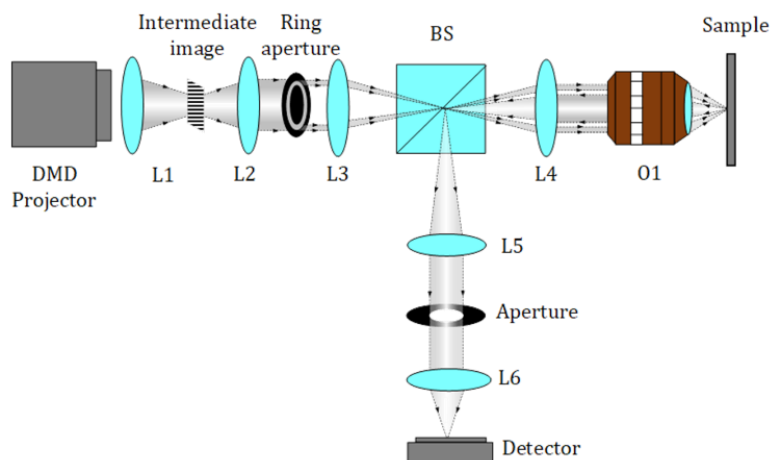 Intermediate
image
Ring
aperture
BS
Sample
DMD
Projector
L1
L2
L3
L4
O1
L5
Aperture
L6
Detector